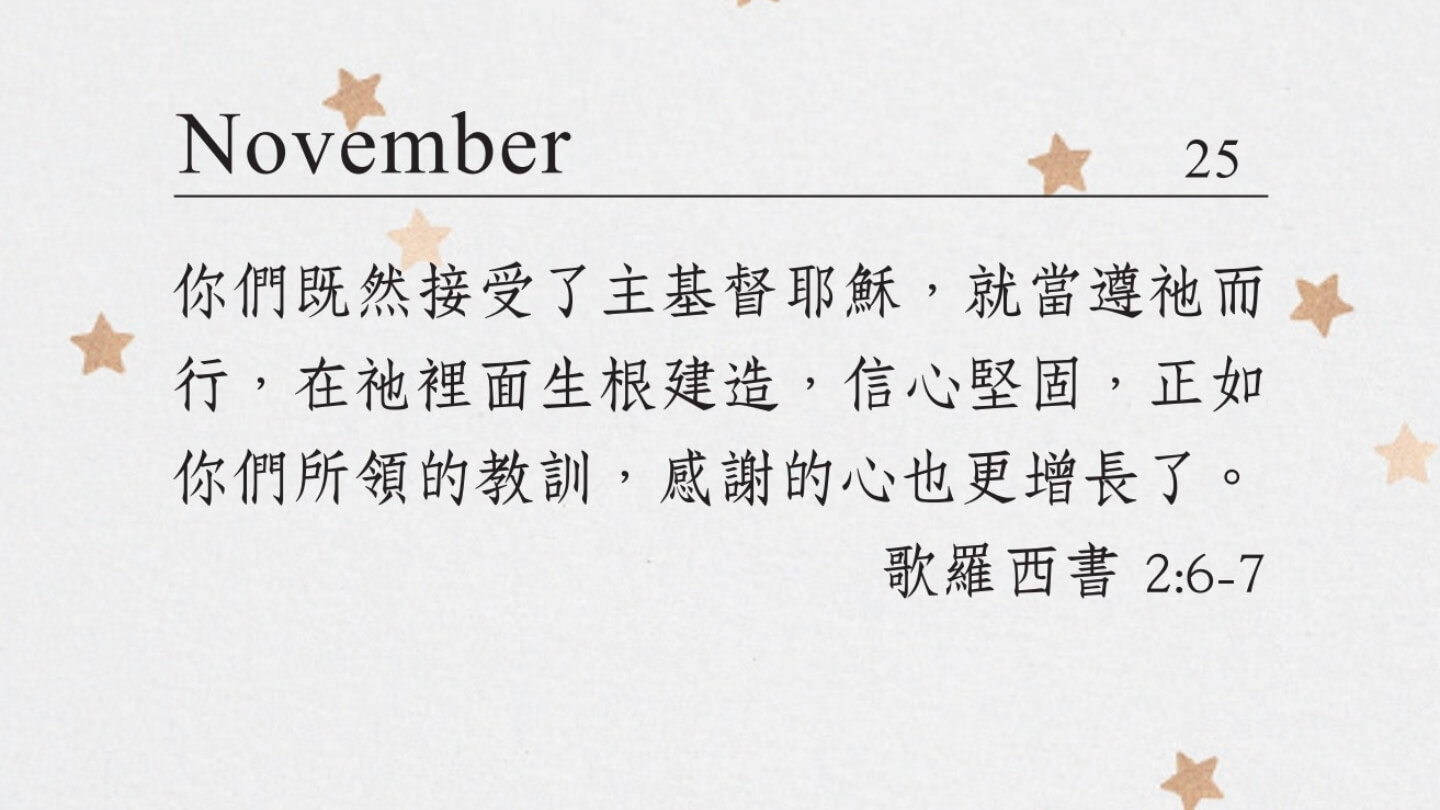 November 25
你們既然接受了主基督耶穌，就當遵祂而
行，在祂裡面生根建造，信心堅固，正如
你們所領的教訓，感謝的心也更增長了。
歌羅西書 2:6-7